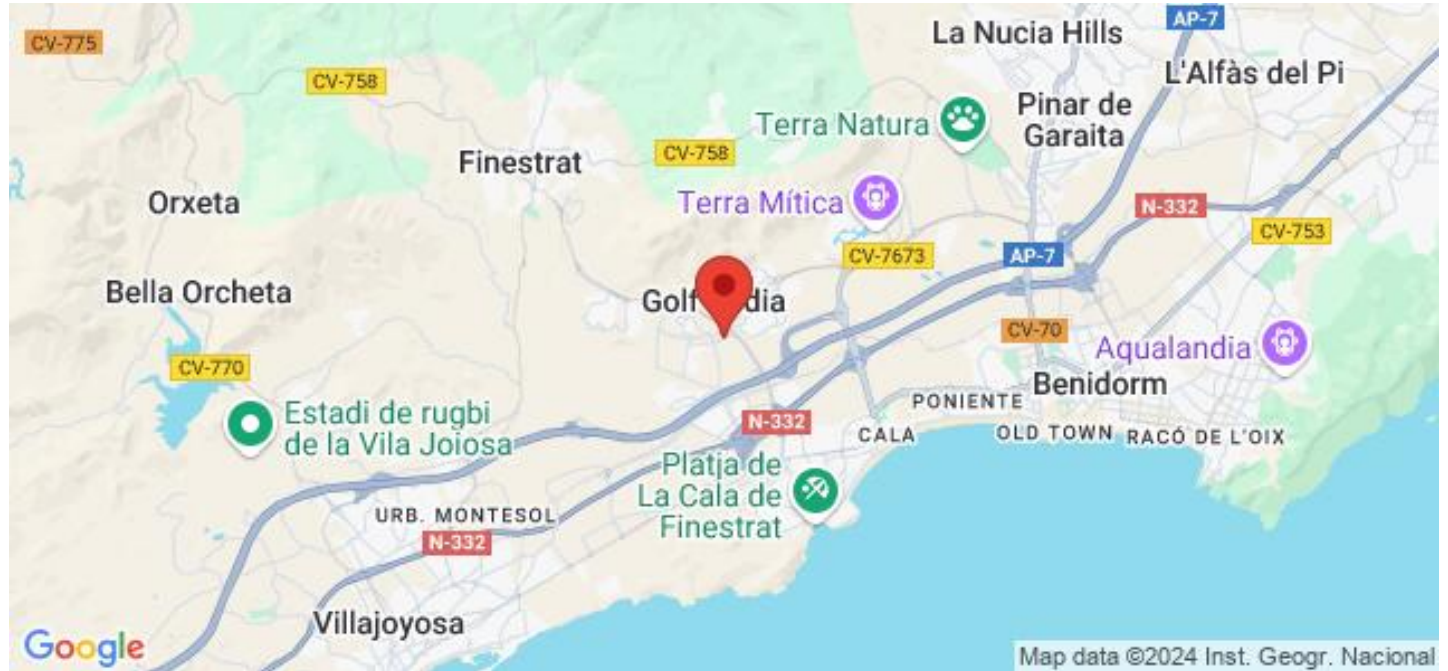 AP-7
CV-775
La Nucia Hills
L'Alfàs del Pi
CV-758
Terra Natura
Pinar de
Garaita
Finestrat
CV-758
Orxeta
Terra Mítica
N-332
CV-753
CV-7673
AP-7
Bella Orcheta
Golf
dia
CV-70
Aqualandia
CV-770
Benidorm
PONIENTE
Estadi de rugbi
de la Vila Joiosa
N-332
CALA
OLD TOWN
RACÓ DE L'OIX
Platja de
La Cala de
Finestrat
URB. MONTESOL
N-332
Villajoyosa
Google
Map data ©2024 Inst. Geogr. Nacional